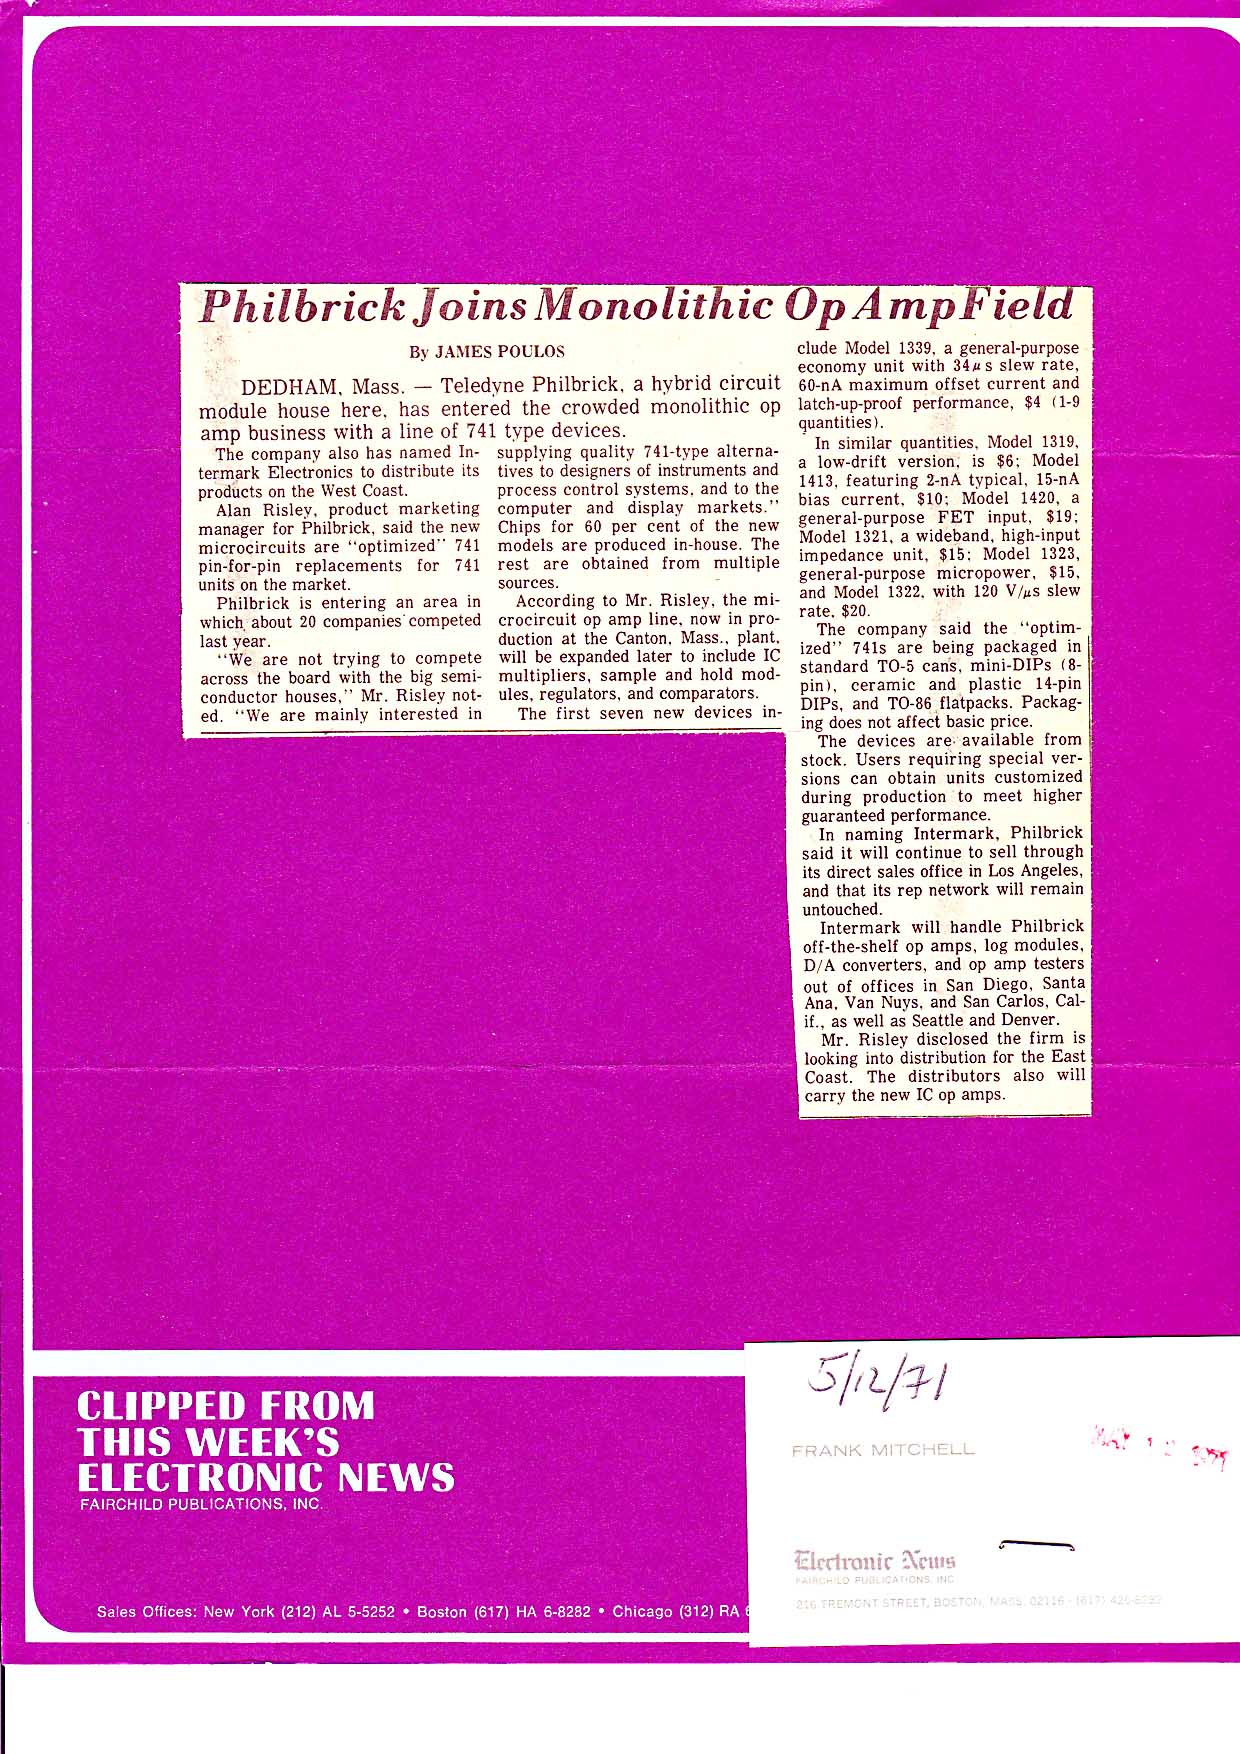 Philbrick Joins Monolithic Op Amp Field
By JAMES POULOS
DEDHAM, Mass. — Teledyne Philbrick, a hybrid circuit
module house here, has entered the crowded monolithic op
amp business with a line of 741 type devices.
The company also has named In-
termark Electronics to distribute its
products on the West Coast.
Alan Risley, product marketing
manager for Philbrick, said the new
microcircuits are "optimized" 741
pin-for-pin replacements for 741
units on the market.
Philbrick is entering an area in
which about 20 companies competed
last year.
"We are not trying to compete
across the board with the big semi-
conductor houses," Mr. Risley not-
ed. "We are mainly interested in
supplying quality 741-type alterna-
tives to designers of instruments and
process control systems, and to the
computer and display markets."
Chips for 60 per cent of the new
models are produced in-house. The
rest are obtained from multiple
sources.
According to Mr. Risley, the mi-
crocircuit op amp line, now in pro-
duction at the Canton, Mass., plant,
will be expanded later to include IC
multipliers, sample and hold mod-
ules, regulators, and comparators.
The first seven new devices in-
clude Model 1339, a general-purpose
economy unit with 34μs slew rate,
60-nA maximum offset current and
latch-up-proof performance, $4 (1-9
quantities).
In similar quantities, Model 1319,
a low-drift version, is $6; Model
1413, featuring 2-nA typical, 15-nA
bias current, $10; Model 1420, a
general-purpose FET input, $19;
Model 1321, a wideband, high-input
impedance unit, $15; Model 1323,
general-purpose micropower, $15,
and Model 1322, with 120 V/μs slew
rate, $20.
The company said the "optim-
ized" 741s are being packaged in
standard TO-5 cans, mini-DIPs (8-
pin), ceramic and plastic 14-pin
DIPs, and TO-86 flatpacks. Packag-
ing does not affect basic price.
The devices are available from
stock. Users requiring special ver-
sions can obtain units customized
during production to meet higher
guaranteed performance.
In naming Intermark, Philbrick
said it will continue to sell through
its direct sales office in Los Angeles,
and that its rep network will remain
untouched.
Intermark will handle Philbrick
off-the-shelf op amps, log modules,
D/A converters, and op amp testers
out of offices in San Diego, Santa
Ana, Van Nuys, and San Carlos, Cal-
if., as well as Seattle and Denver.
Mr. Risley disclosed the firm is
looking into distribution for the East
Coast. The distributors also will
carry the new IC op amps.
5/12/71
FRANK MITCHELL
MAY 12
Electronic News
FAIRCHILD PUBLICATIONS, INC
216 TREMONT STREET, BOSTON, MASS. 02116 - (617) 426-8282
CLIPPED FROM
THIS WEEK'S
ELECTRONIC NEWS
FAIRCHILD PUBLICATIONS, INC.
Sales Offices: New York (212) AL 5-5252 • Boston (617) HA 6-8282 • Chicago (312) RA